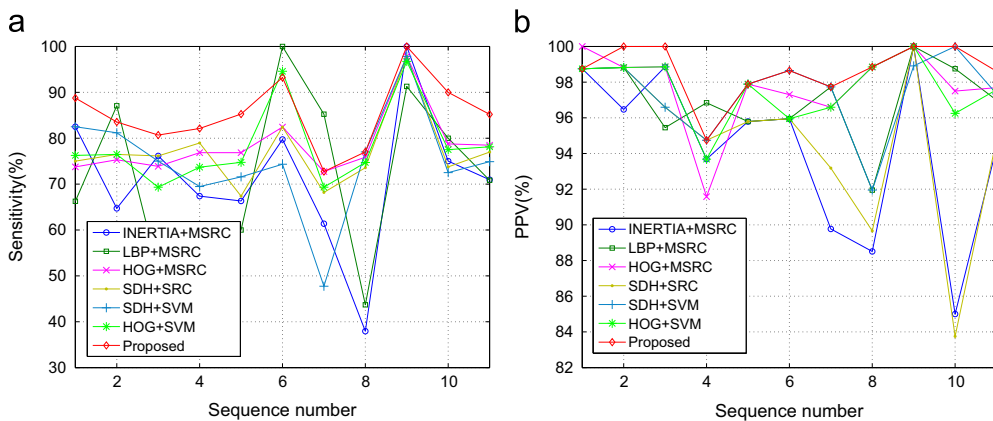 a
100
90
80
70
60
50
40
30
Sensitivity(%)
2
4
6
8
10
Sequence number
INERTIA+MSRC
LBP+MSRC
HOG+MSRC
SDH+SRC
SDH+SVM
HOG+SVM
Proposed
b
100
98
96
94
92
90
88
86
84
82
PPV(%)
2
4
6
8
10
Sequence number
INERTIA+MSRC
LBP+MSRC
HOG+MSRC
SDH+SRC
SDH+SVM
HOG+SVM
Proposed